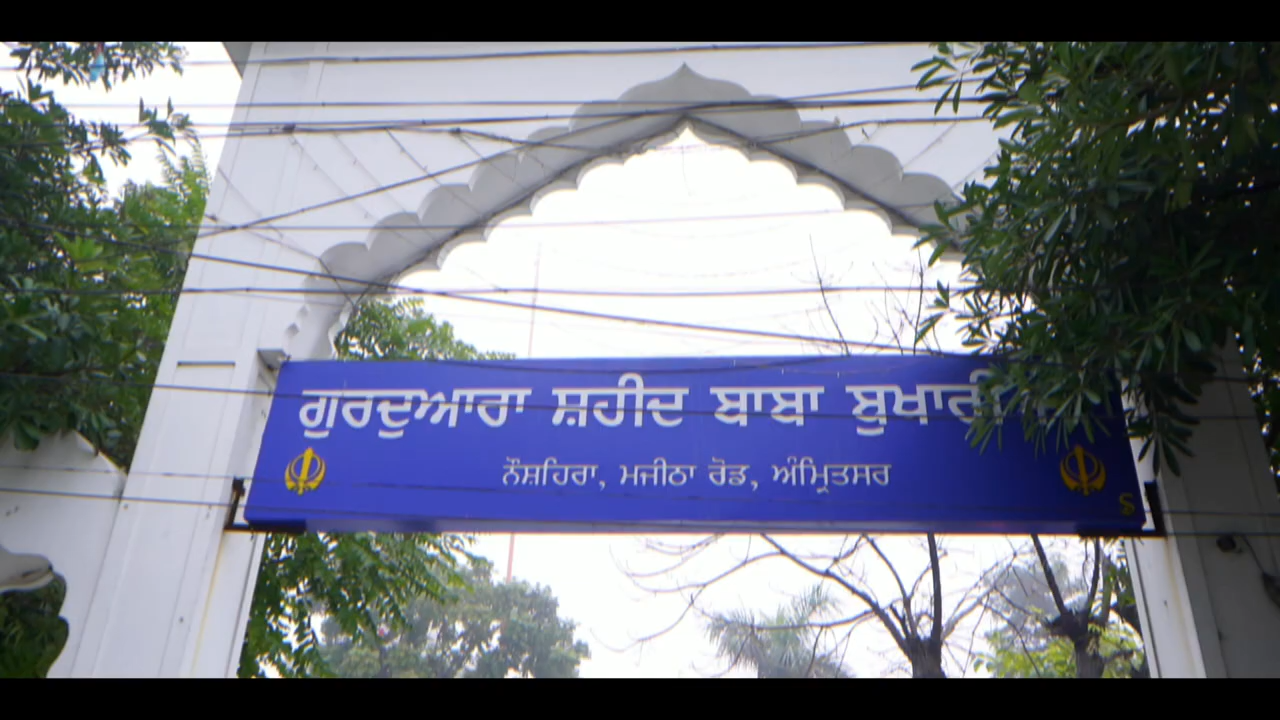 ਗੁਰਦੁਆਰਾ ਸ਼ਹੀਦ ਬਾਬਾ ਬੁਖਾਰੀ
ਨੌਸ਼ਹਿਰਾ, ਮਜੀਠਾ ਰੋਡ, ਅੰਮ੍ਰਿਤਸਰ